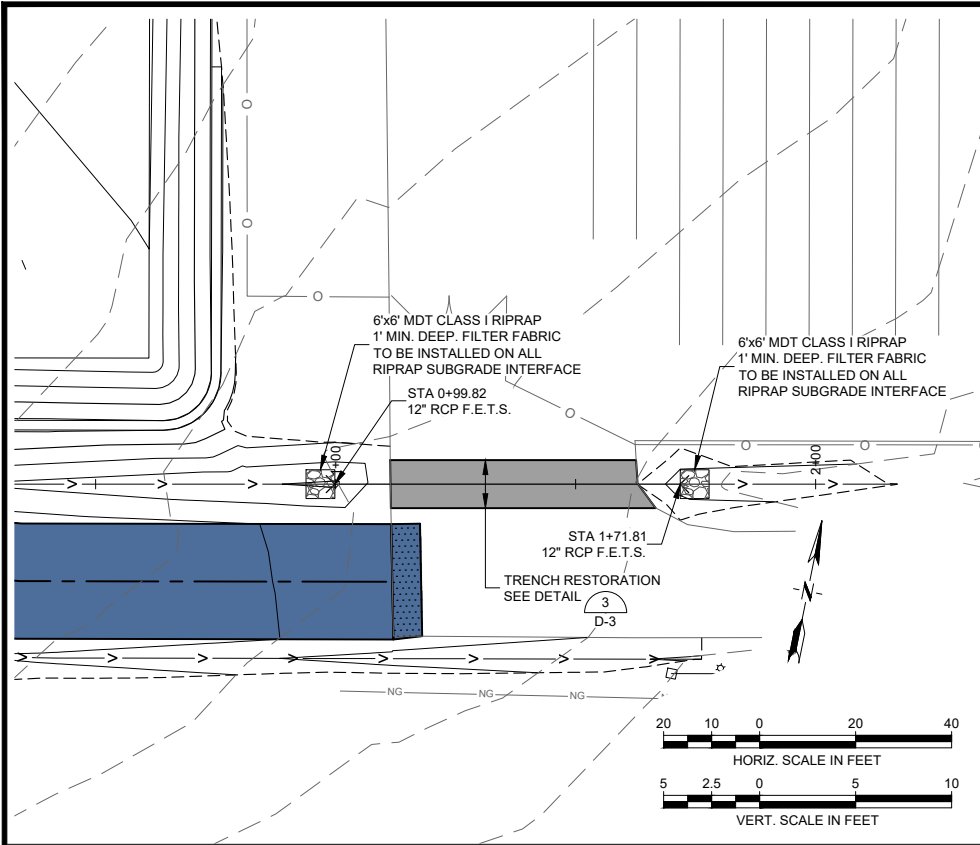 6'x6' MDT CLASS I RIPRAP
1' MIN. DEEP. FILTER FABRIC
TO BE INSTALLED ON ALL
RIPRAP SUBGRADE INTERFACE
STA 0+99.82
12" RCP F.E.T.S.
6'x6' MDT CLASS I RIPRAP
1' MIN. DEEP. FILTER FABRIC
TO BE INSTALLED ON ALL
RIPRAP SUBGRADE INTERFACE
2+00
STA 1+71.81
12" RCP F.E.T.S.
TRENCH RESTORATION
SEE DETAIL
3
D-3
N
O
O
O
O
O
O
O
NG
NG
NG
20 10 0 20 40
HORIZ. SCALE IN FEET
5 2.5 0 5 10
VERT. SCALE IN FEET